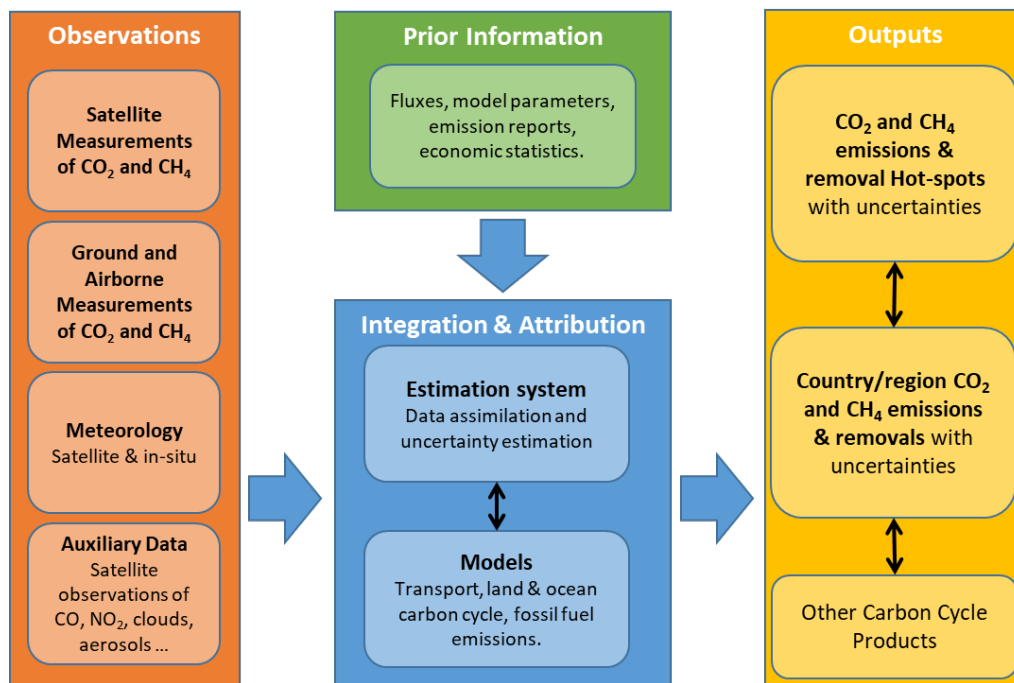 Observations
Satellite
Measurements
of CO₂ and CH₄
Ground and
Airborne
Measurements
of CO₂ and CH₄
Meteorology
Satellite & in-situ
Auxiliary Data
Satellite
observations of
CO, NO₂, clouds,
aerosols ...
Prior Information
Fluxes, model parameters,
emission reports,
economic statistics.
Integration & Attribution
Estimation system
Data assimilation and
uncertainty estimation
Models
Transport, land & ocean
carbon cycle, fossil fuel
emissions.
Outputs
CO₂ and CH₄
emissions &
removal Hot-spots
with uncertainties
Country/region CO₂
and CH₄ emissions
& removals with
uncertainties
Other Carbon Cycle
Products